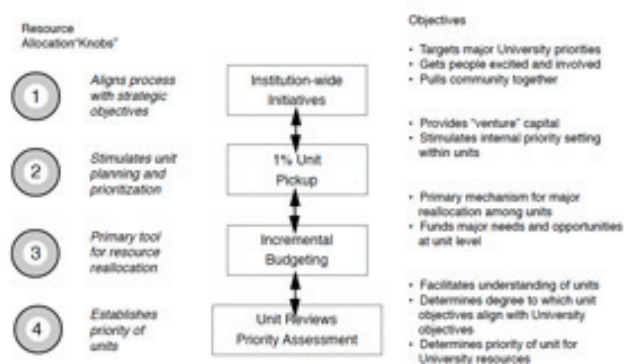 Resource
Allocation"Knobs"
1
Aligns process
with strategic
objectives
Institution-wide
Initiatives
Objectives
• Targets major University priorities
• Gets people excited and involved
• Pulls community together
2
Stimulates unit
planning and
prioritization
1% Unit
Pickup
• Provides "venture" capital
• Stimulates internal priority setting
within units
3
Primary tool
for resource
reallocation
Incremental
Budgeting
• Primary mechanism for major
reallocation among units
• Funds major needs and opportunities
at unit level
4
Establishes
priority of
units
Unit Reviews
Priority Assessment
• Facilitates understanding of units
• Determines degree to which unit
objectives align with University
objectives
• Determines priority of unit for
University resources